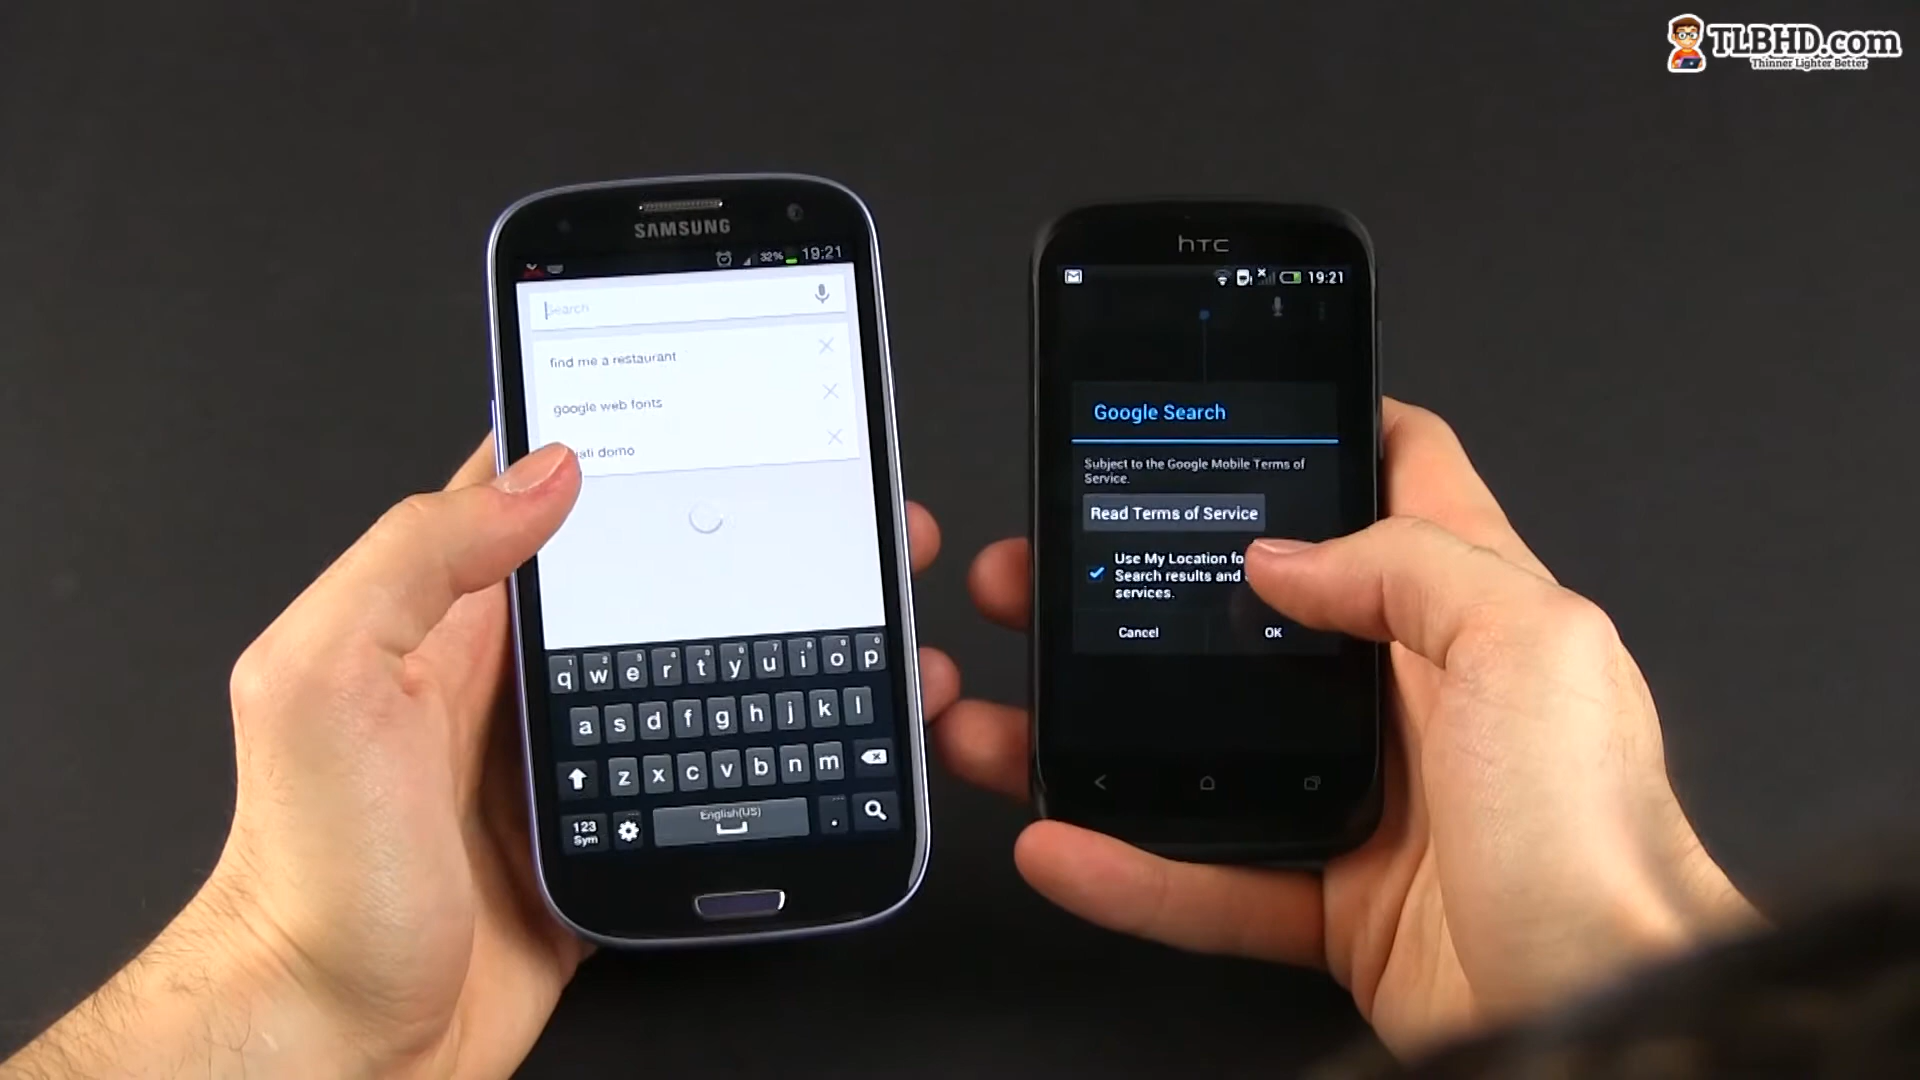 TLBHD.com
Thinner Lighter Better
SAMSUNG
32% 19:21
Search
find me a restaurant
google web fonts
ati domo
q w e r t y u i o p
a s d f g h j k l
z x c v b n m
123
Sym
English(US)
.
hTC
19:21
Google Search
Subject to the Google Mobile Terms of
Service.
Read Terms of Service
Use My Location fo
Search results and
services.
Cancel OK